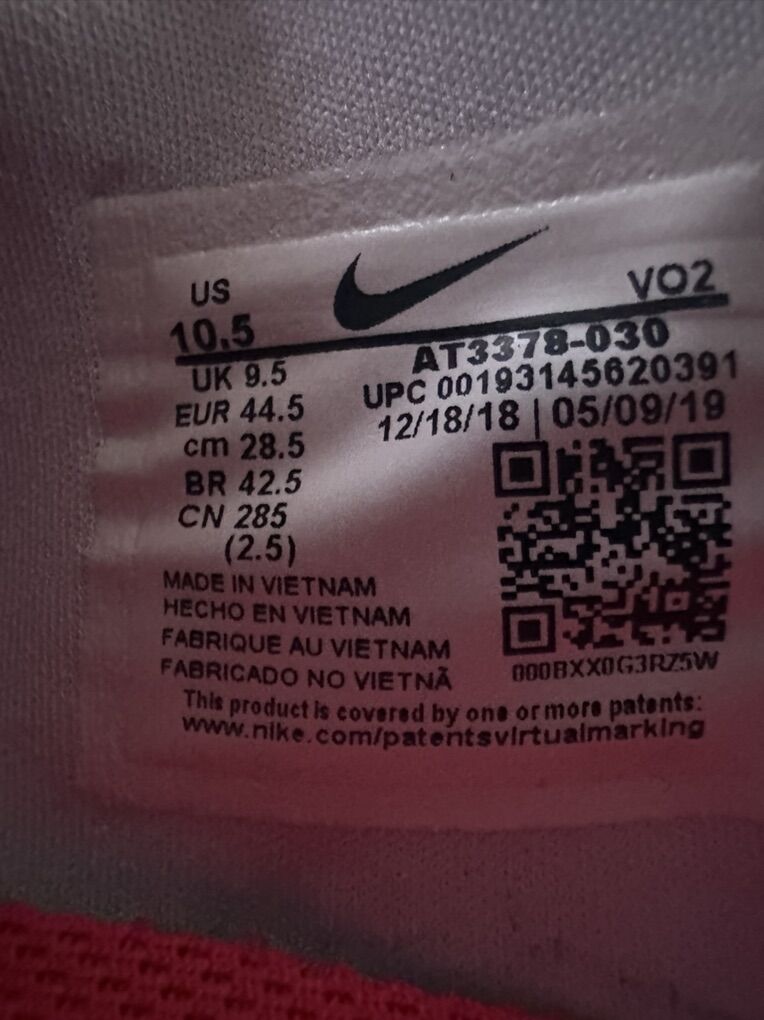 US
10.5
VO2
AT3378-030
UPC 00193145620391
12/18/18 | 05/09/19
UK 9.5
EUR 44.5
cm 28.5
BR 42.5
CN 285
(2.5)
MADE IN VIETNAM
HECHO EN VIETNAM
FABRIQUE AU VIETNAM
FABRICADO NO VIETNÃ
000BXX0G3RZ5W
This product is covered by one or more patents:
www.nike.com/patentsvirtualmarking